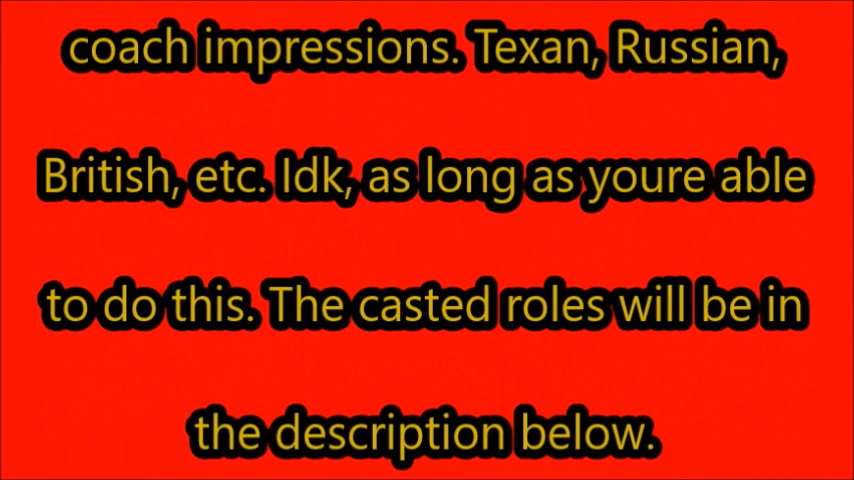 coach impressions. Texan, Russian,
British, etc. Idk, as long as youre able
to do this. The casted roles will be in
the description below.